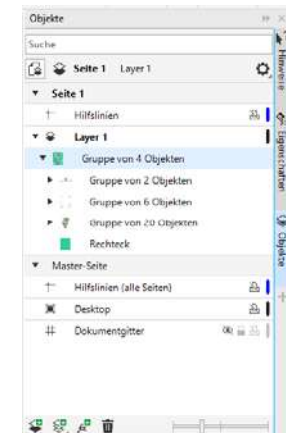 Objekte
Suche
Seite 1 Layer 1
Seite 1
Hilfslinien
Layer 1
Gruppe von 4 Objekten
Gruppe von 2 Objekten
Gruppe von 6 Objekten
Gruppe von 20 Objekten
Rechteck
Master-Seite
Hilfslinien (alle Seiten)
Desktop
Dokumentgitter
Hinweise
Eigenschaften
Objekte